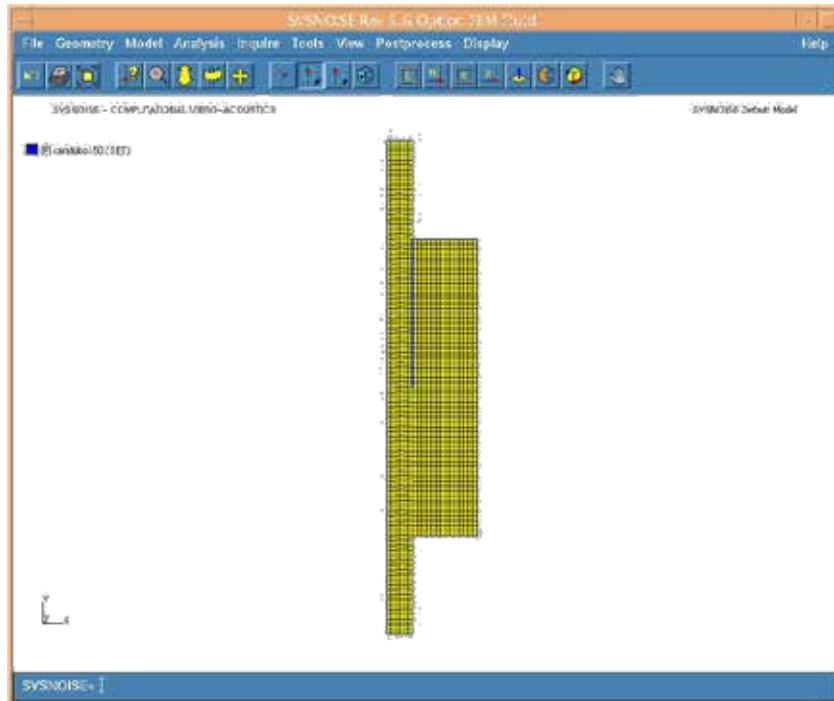 SYSNOISE Rev 5.6 Option FEM Fluid
File Geometry Model Analysis Inquire Tools View Postprocess Display Help
SYSNOISE - COMPUTATIONAL VIBRO-ACOUSTICS
SYSNOISE Default Model
Y
X
SYSNOISE>